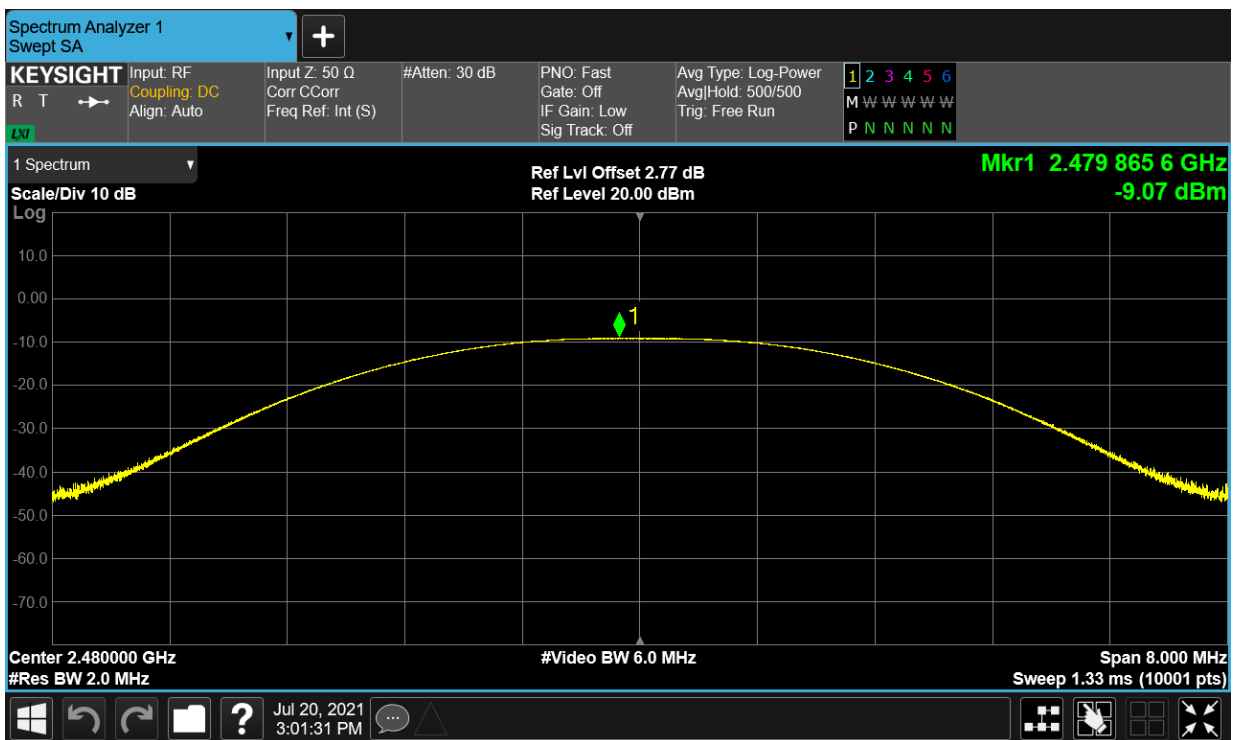 Spectrum Analyzer 1
Swept SA
+
KEYSIGHT Input: RF Input Z: 50 Ω #Atten: 30 dB PNO: Fast Avg Type: Log-Power 1 2 3 4 5 6
R T Coupling: DC Corr CCorr Gate: Off Avg|Hold: 500/500 M W W W W W
Align: Auto Freq Ref: Int (S) IF Gain: Low Trig: Free Run
LXI Sig Track: Off P N N N N N
1 Spectrum Ref Lvl Offset 2.77 dB Mkr1 2.479 865 6 GHz
Scale/Div 10 dB Ref Level 20.00 dBm -9.07 dBm
Log
10.0
0.00
1
-10.0
-20.0
-30.0
-40.0
-50.0
-60.0
-70.0
Center 2.480000 GHz #Video BW 6.0 MHz Span 8.000 MHz
#Res BW 2.0 MHz Sweep 1.33 ms (10001 pts)
? Jul 20, 2021
3:01:31 PM